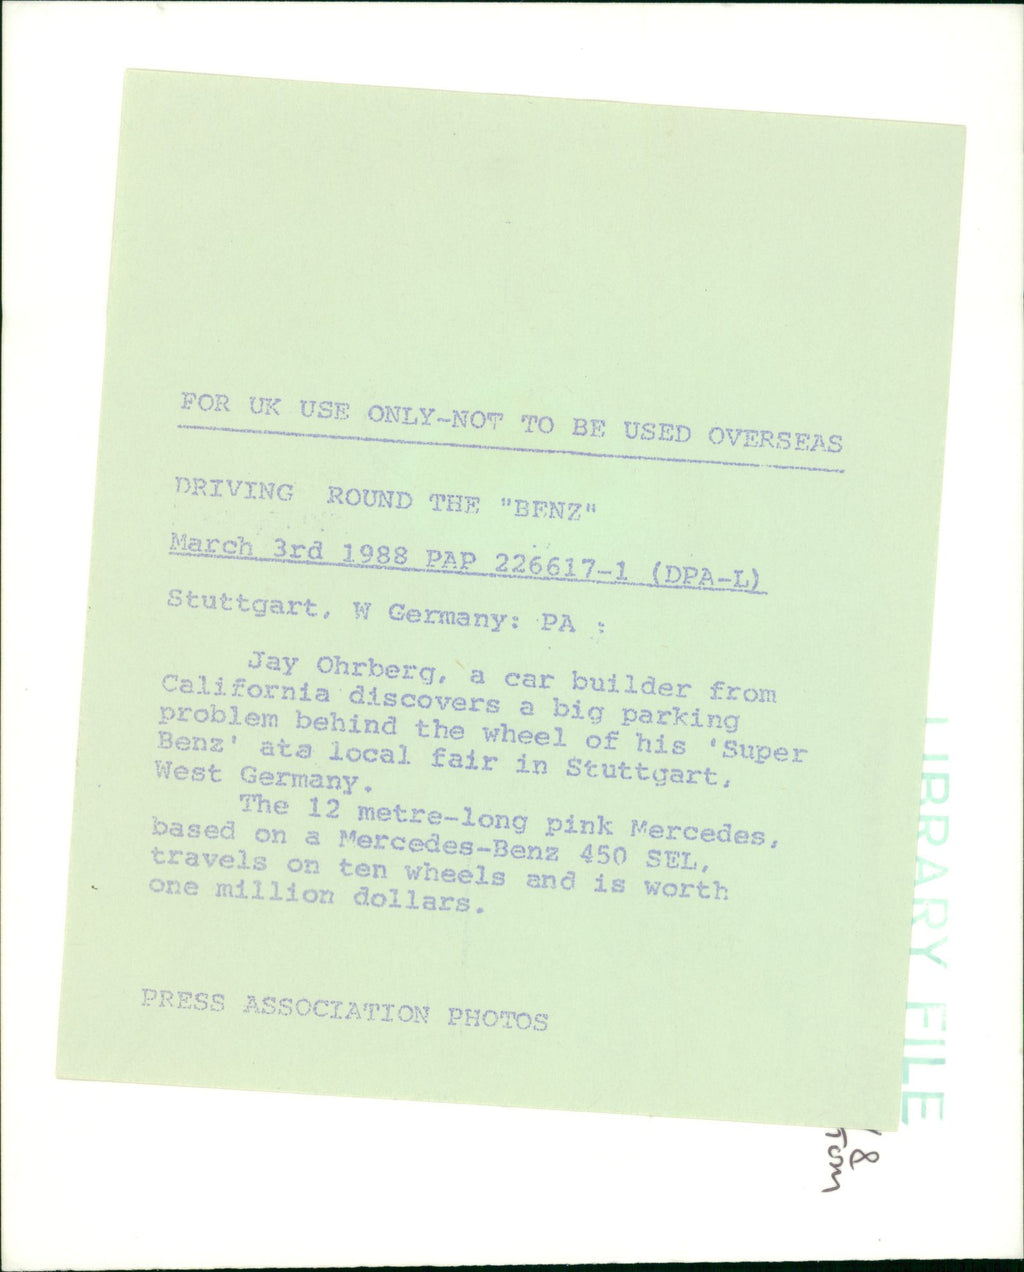 FOR UK USE ONLY-NOT TO BE USED OVERSEAS
DRIVING ROUND THE "BENZ"
March 3rd 1988 PAP 226617-1 (DPA-L)
Stuttgart, W Germany: PA :
Jay Ohrberg, a car builder from
California discovers a big parking
problem behind the wheel of his 'Super
Benz' ata local fair in Stuttgart,
West Germany.
The 12 metre-long pink Mercedes,
based on a Mercedes-Benz 450 SEL,
travels on ten wheels and is worth
one million dollars.
PRESS ASSOCIATION PHOTOS
LIBRARY FILE
8